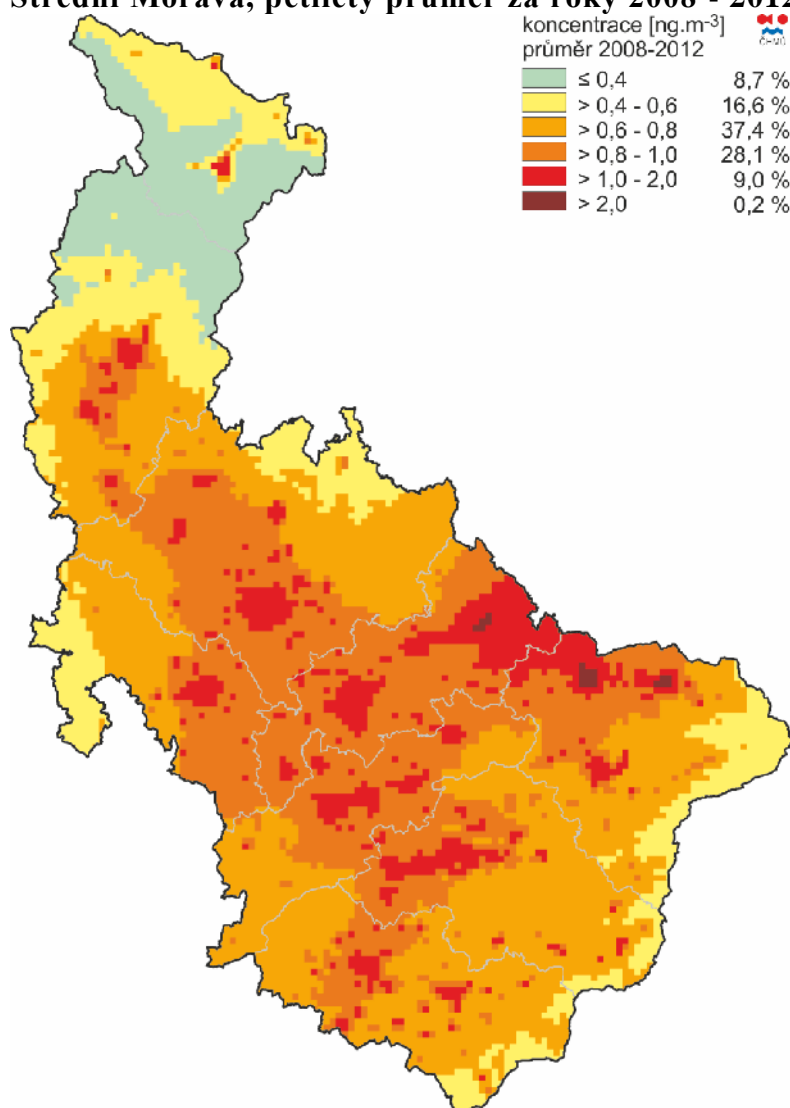 Střední Morava, pětiletý průměr za roky 2008 - 2012
koncentrace [ng.m-3]
průměr 2008-2012
ČHMÚ
≤ 0,4 8,7 %
> 0,4 - 0,6 16,6 %
> 0,6 - 0,8 37,4 %
> 0,8 - 1,0 28,1 %
> 1,0 - 2,0 9,0 %
> 2,0 0,2 %